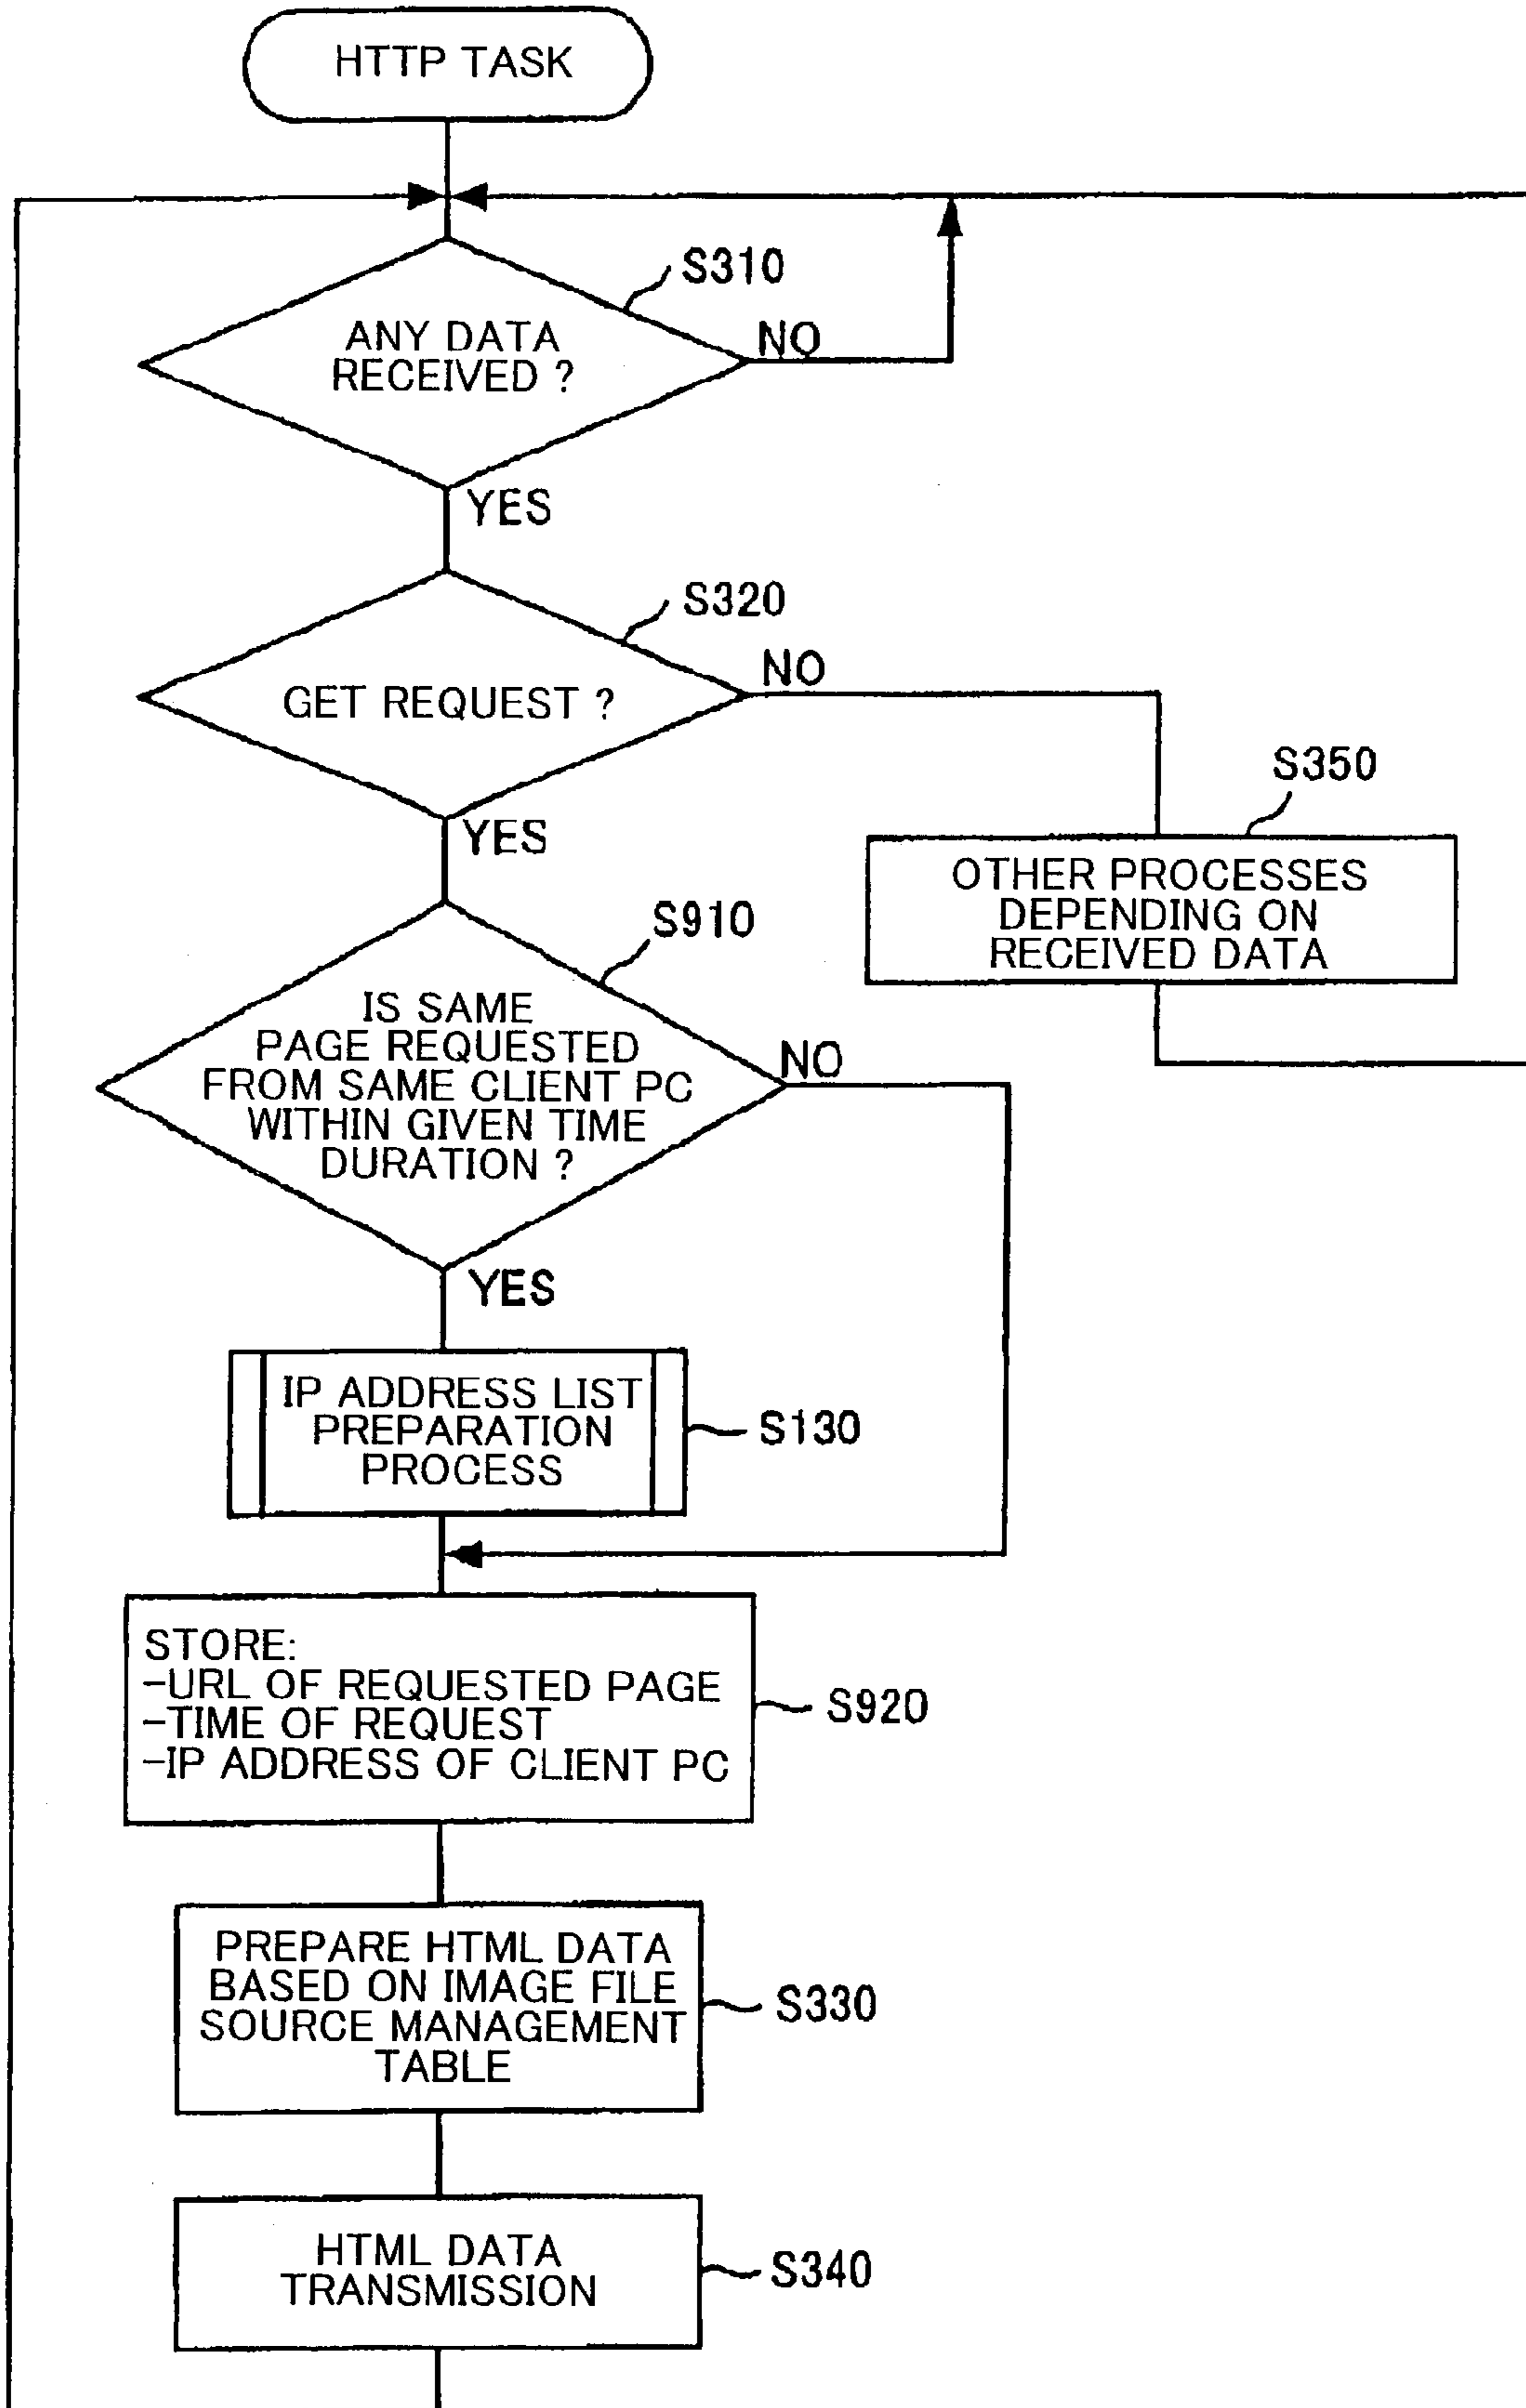 HTTP TASK
S310
ANY DATA
RECEIVED ?
NO
YES
S320
GET REQUEST ?
NO
YES
S350
OTHER PROCESSES
DEPENDING ON
RECEIVED DATA
S910
IS SAME
PAGE REQUESTED
FROM SAME CLIENT PC
WITHIN GIVEN TIME
DURATION ?
NO
YES
IP ADDRESS LIST
PREPARATION
PROCESS
S130
STORE:
-URL OF REQUESTED PAGE
-TIME OF REQUEST
-IP ADDRESS OF CLIENT PC
S920
PREPARE HTML DATA
BASED ON IMAGE FILE
SOURCE MANAGEMENT
TABLE
S330
HTML DATA
TRANSMISSION
S340